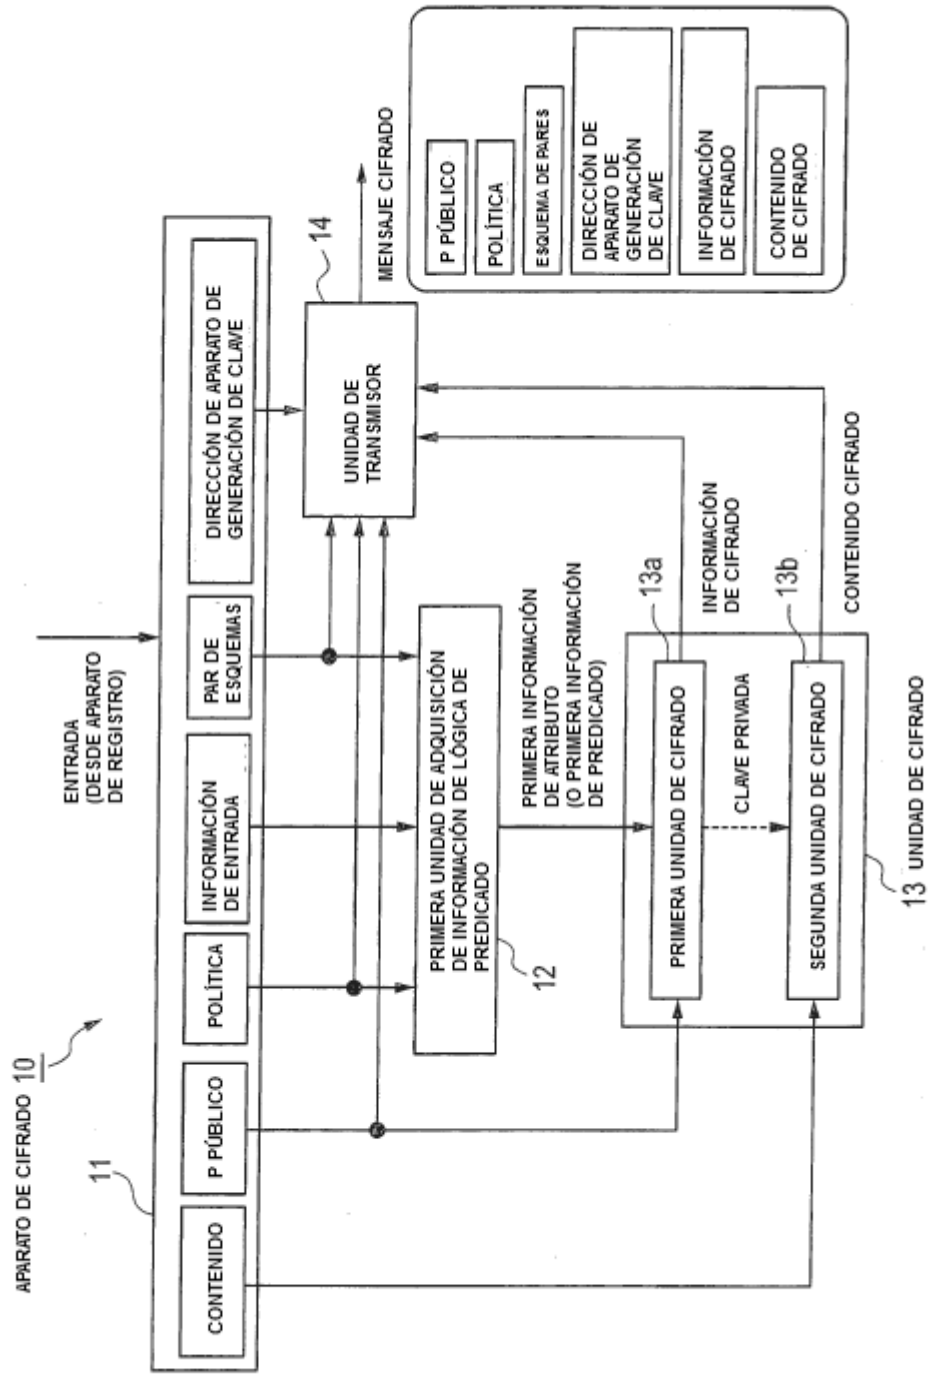 APARATO DE CIFRADO 10
ENTRADA
(DESDE APARATO
DE REGISTRO)
11
CONTENIDO
P PÚBLICO
POLÍTICA
INFORMACIÓN
DE ENTRADA
PAR DE
ESQUEMAS
DIRECCIÓN DE APARATO DE
GENERACIÓN DE CLAVE
14
UNIDAD DE
TRANSMISOR
MENSAJE CIFRADO
P PÚBLICO
POLÍTICA
ESQUEMA DE PARES
DIRECCIÓN DE
APARATO DE
GENERACIÓN
DE CLAVE
INFORMACIÓN
DE CIFRADO
CONTENIDO
DE CIFRADO
PRIMERA UNIDAD DE ADQUISICIÓN
DE INFORMACIÓN DE LÓGICA DE
PREDICADO
12
PRIMERA INFORMACIÓN
DE ATRIBUTO
(O PRIMERA INFORMACIÓN
DE PREDICADO)
13a
INFORMACIÓN
DE CIFRADO
PRIMERA UNIDAD DE CIFRADO
CLAVE PRIVADA
13b
CONTENIDO CIFRADO
SEGUNDA UNIDAD DE CIFRADO
13 UNIDAD DE CIFRADO